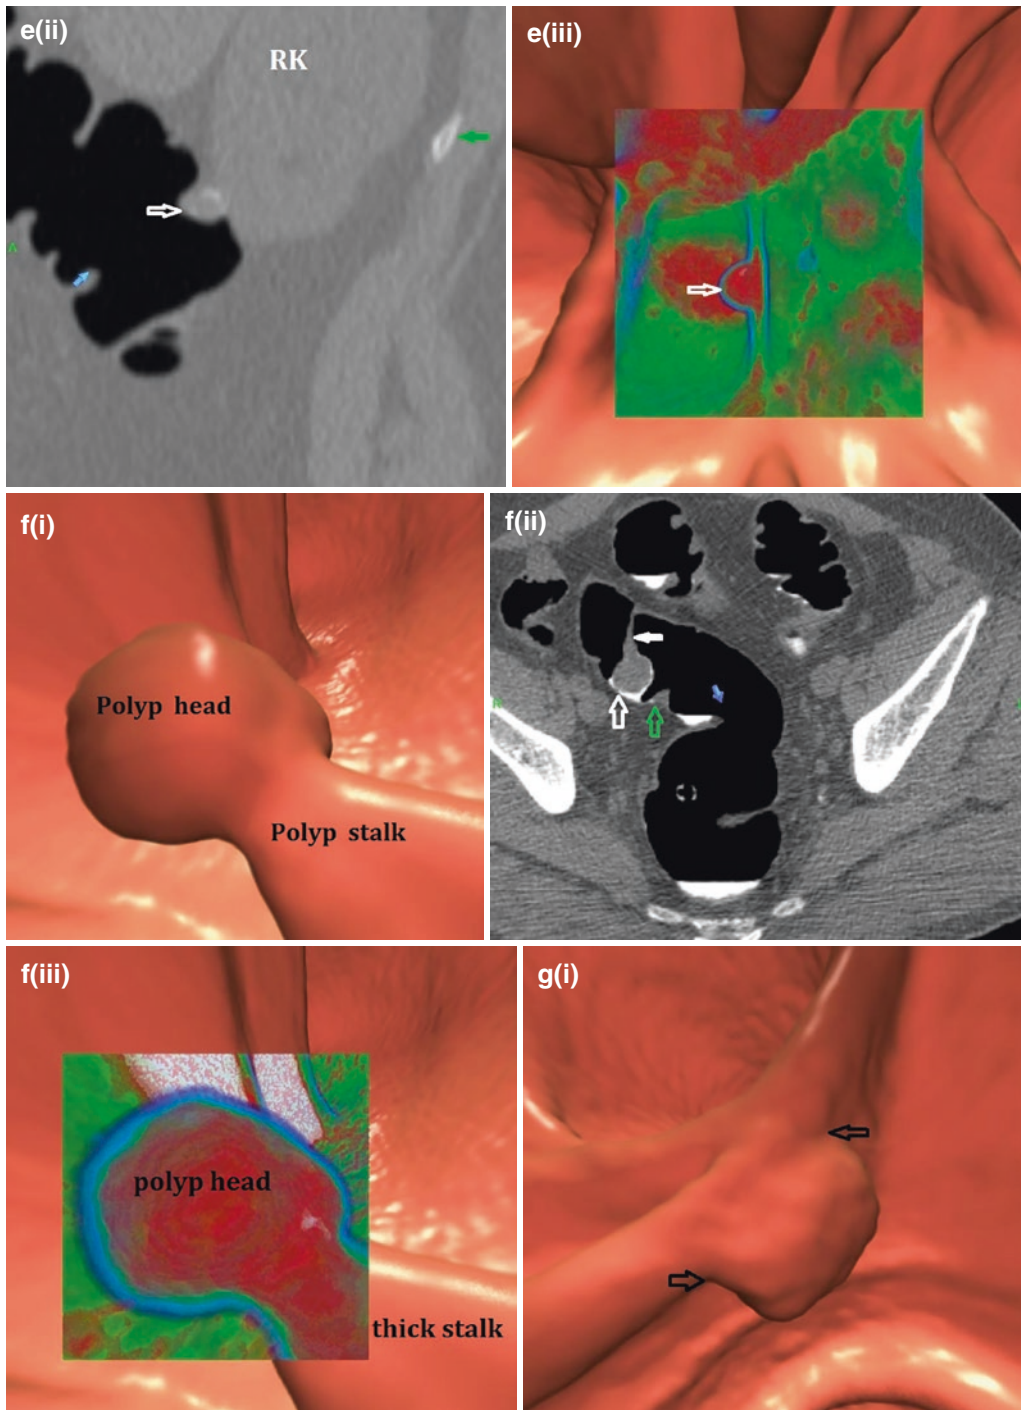 e(ii)
RK
e(iii)
f(i)
Polyp head
Polyp stalk
f(ii)
f(iii)
polyp head
thick stalk
g(i)